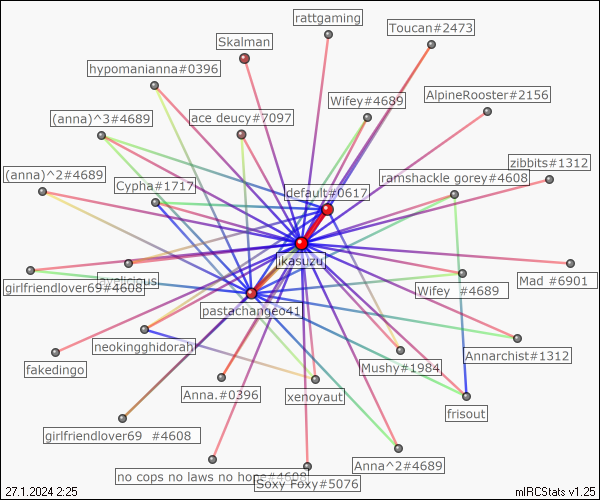 rattgaming
Toucan#2473
Skalman
hypomanianna#0396
AlpineRooster#2156
Wifey#4689
(anna)^3#4689
ace deucy#7097
zibbits#1312
(anna)^2#4689
Cypha#1717
ramshackle gorey#4608
default#0617
ikasuzu
girlfriendlover69#4608
lovelicious
Mad #6901
Wifey  #4689
pastachangeo41
neokingghidorah
Annarchist#1312
fakedingo
Mushy#1984
Anna.#0396
xenoyaut
frisout
girlfriendlover69  #4608
Anna^2#4689
no cops no laws no hope#4608
Soxy Foxy#5076
27.1.2024 2:25
mIRCStats v1.25